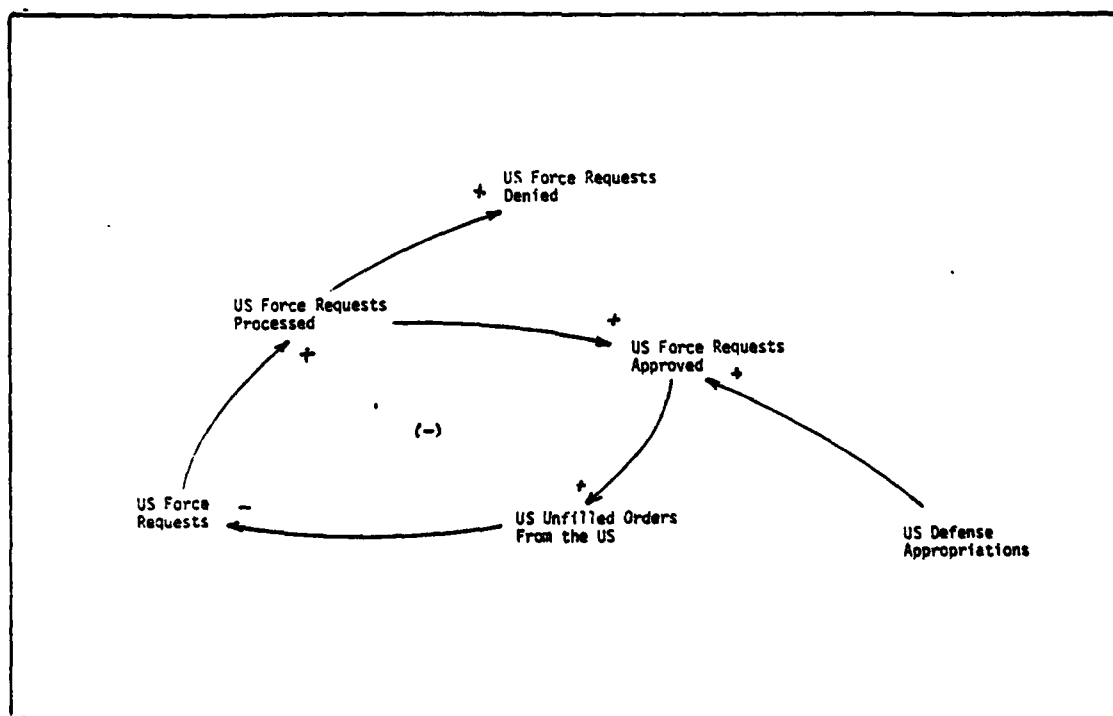 + US Force Requests
Denied
US Force Requests
Processed
+
+
US Force Requests
Approved
+
(-)
US Force
Requests
-
+
US Unfilled Orders
From the US
US Defense
Appropriations